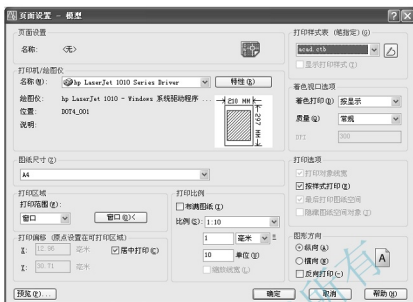 页面设置 - 模型
页面设置
名称: <无>
打印机/绘图仪
名称(M): hp LaserJet 1010 Series Driver 特性(R)
绘图仪: hp LaserJet 1010 - Windows 系统驱动程序 ...
位置: DOT4_001
说明:
210 MM
297 MM
图纸尺寸(Z)
A4
打印区域
打印范围(W):
窗口 窗口(O)<
打印偏移 (原点设置在可打印区域)
X: 12.96 毫米 居中打印(C)
Y: 30.71 毫米
打印比例
布满图纸(I)
比例(S): 1:10
1 毫米
10 单位(U)
缩放线宽(L)
打印样式表 (笔指定)(G)
acad.ctb
显示打印样式(I)
着色视口选项
着色打印(D) 按显示
质量(Q) 常规
DPI 300
打印选项
打印对象线宽
按样式打印(E)
最后打印图纸空间
隐藏图纸空间对象(J)
图形方向
纵向(A)
横向(N)
反向打印(-)
A
预览(P)... 确定 取消 帮助(H)
所有